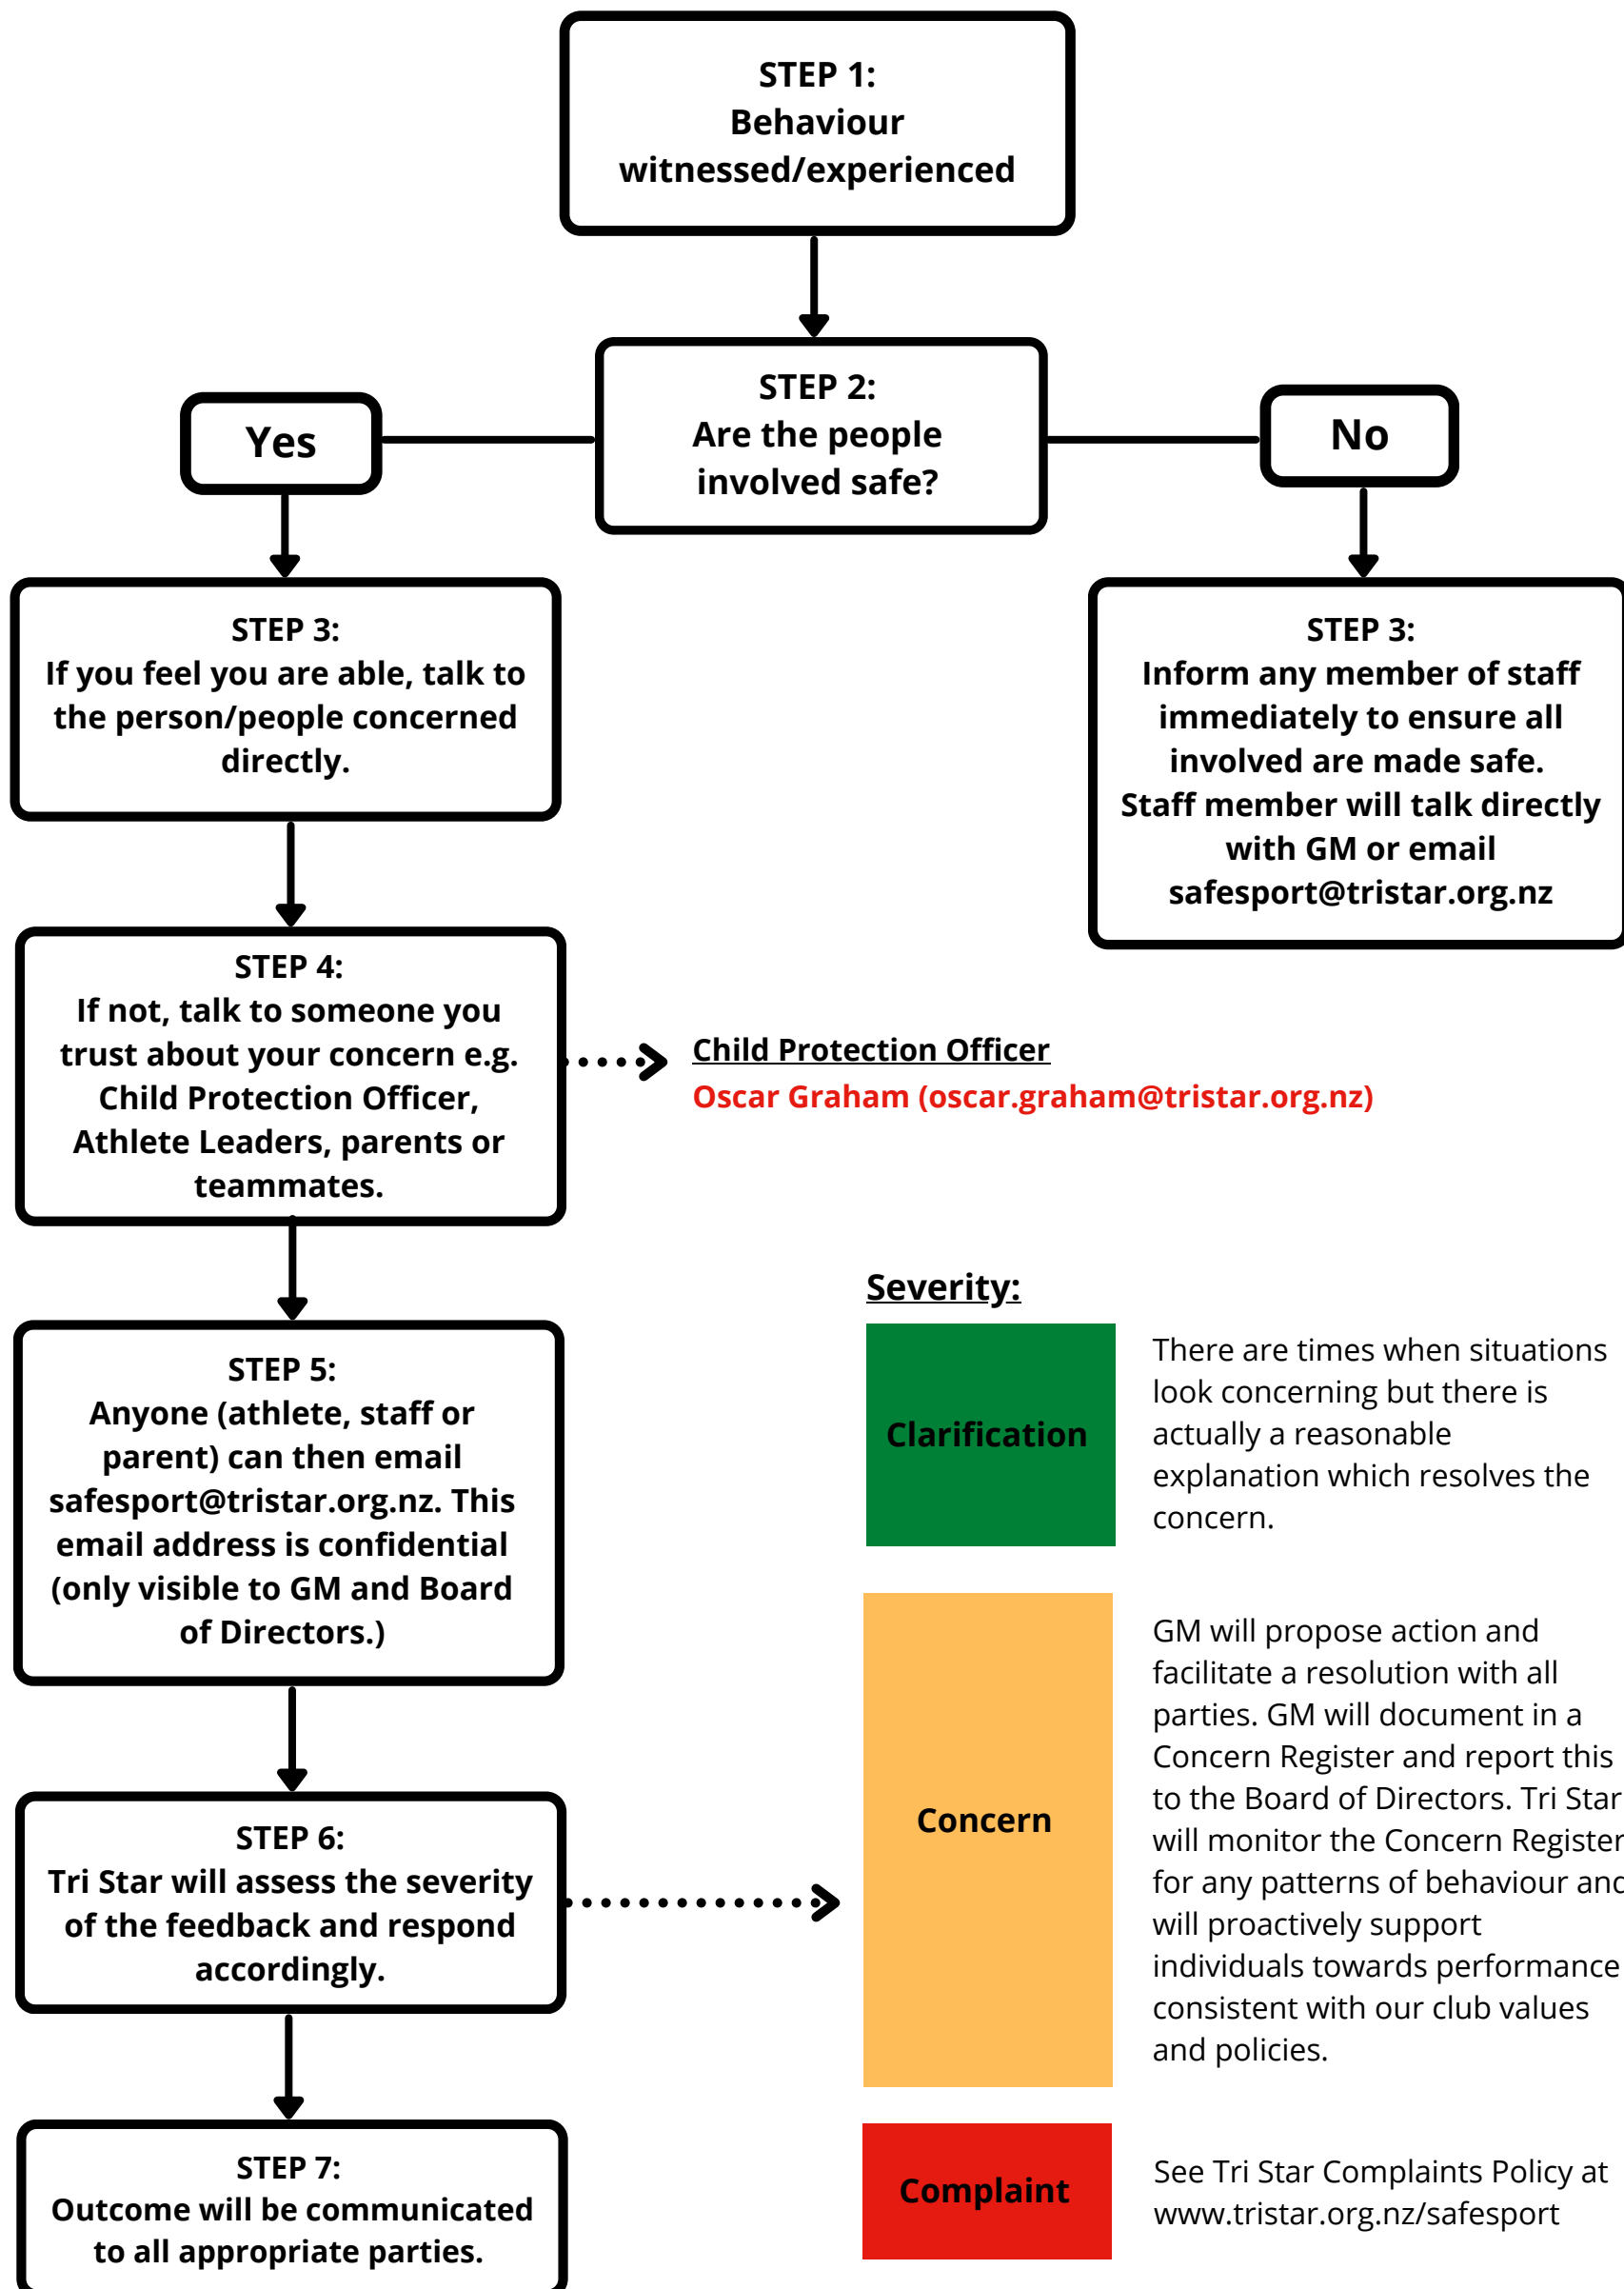 STEP 1:
Behaviour
witnessed/experienced
STEP 2:
Are the people
involved safe?
Yes
No
STEP 3:
If you feel you are able, talk to
the person/people concerned
directly.
STEP 3:
Inform any member of staff
immediately to ensure all
involved are made safe.
Staff member will talk directly
with GM or email
safesport@tristar.org.nz
STEP 4:
If not, talk to someone you
trust about your concern e.g.
Child Protection Officer,
Athlete Leaders, parents or
teammates.
Child Protection Officer
Oscar Graham (oscar.graham@tristar.org.nz)
STEP 5:
Anyone (athlete, staff or
parent) can then email
safesport@tristar.org.nz. This
email address is confidential
(only visible to GM and Board
of Directors.)
Severity:
Clarification
There are times when situations
look concerning but there is
actually a reasonable
explanation which resolves the
concern.
Concern
GM will propose action and
facilitate a resolution with all
parties. GM will document in a
Concern Register and report this
to the Board of Directors. Tri Star
will monitor the Concern Register
for any patterns of behaviour and
will proactively support
individuals towards performance
consistent with our club values
and policies.
STEP 6:
Tri Star will assess the severity
of the feedback and respond
accordingly.
STEP 7:
Outcome will be communicated
to all appropriate parties.
Complaint
See Tri Star Complaints Policy at
www.tristar.org.nz/safesport